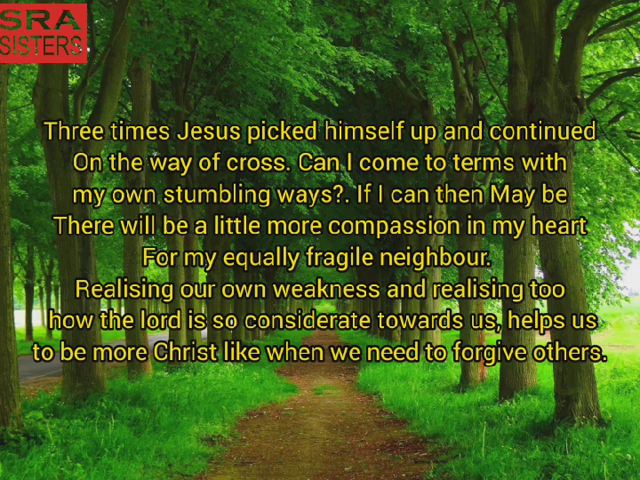 SRA
SISTERS
Three times Jesus picked himself up and continued
On the way of cross. Can I come to terms with
my own stumbling ways?. If I can then May be
There will be a little more compassion in my heart
For my equally fragile neighbour.
Realising our own weakness and realising too
how the lord is so considerate towards us, helps us
to be more Christ like when we need to forgive others.